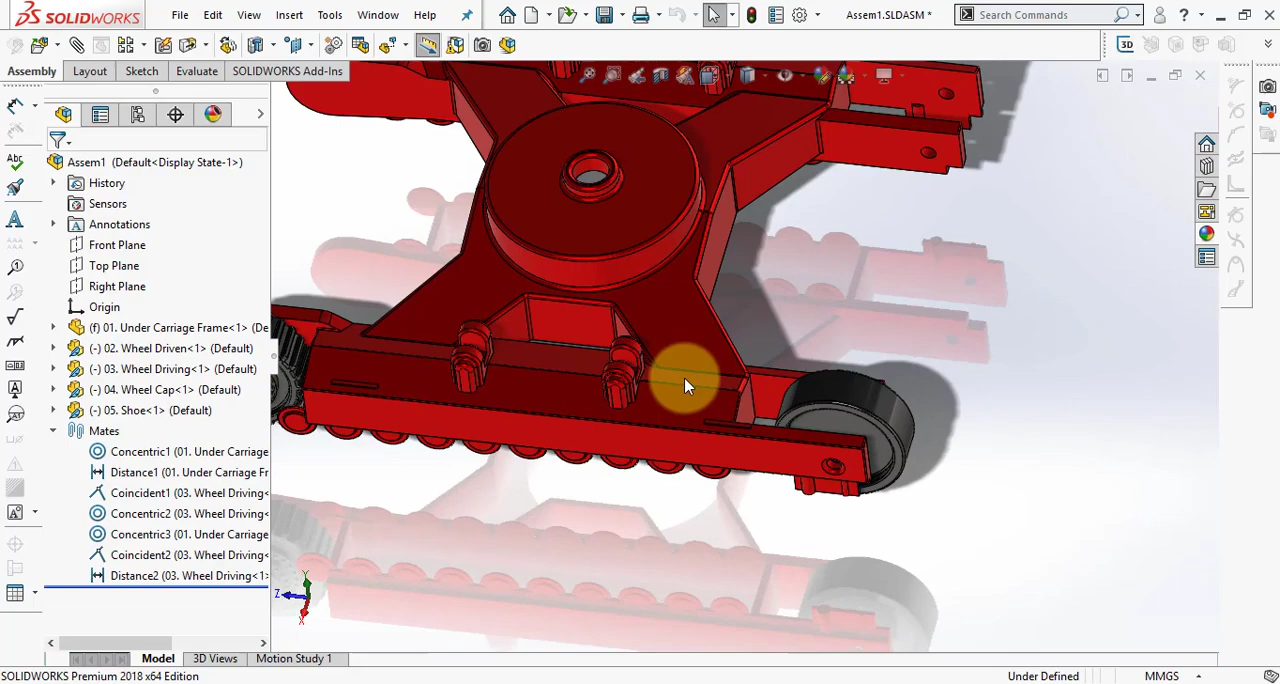 SOLIDWORKS File Edit View Insert Tools Window Help Assem1.SLDASM * Search Commands ?
3D
Assembly Layout Sketch Evaluate SOLIDWORKS Add-Ins
Assem1 (Default<Display State-1>)
History
Sensors
Annotations
Front Plane
Top Plane
Right Plane
Origin
(f) 01. Under Carriage Frame<1> (De
(-) 02. Wheel Driven<1> (Default)
(-) 03. Wheel Driving<1> (Default)
(-) 04. Wheel Cap<1> (Default)
(-) 05. Shoe<1> (Default)
Mates
Concentric1 (01. Under Carriage
Distance1 (01. Under Carriage Fr
Coincident1 (03. Wheel Driving<
Concentric2 (03. Wheel Driving<
Concentric3 (01. Under Carriage
Coincident2 (03. Wheel Driving<
Distance2 (03. Wheel Driving<1>
Y
Z
X
Model 3D Views Motion Study 1
SOLIDWORKS Premium 2018 x64 Edition Under Defined MMGS